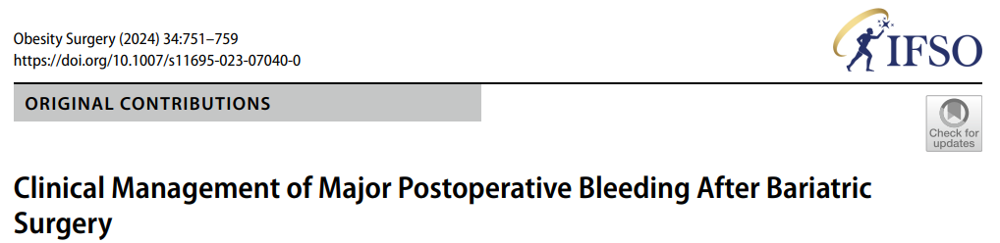 Obesity Surgery (2024) 34:751–759
https://doi.org/10.1007/s11695-023-07040-0
IFSO
ORIGINAL CONTRIBUTIONS
Check for
updates
Clinical Management of Major Postoperative Bleeding After Bariatric
Surgery